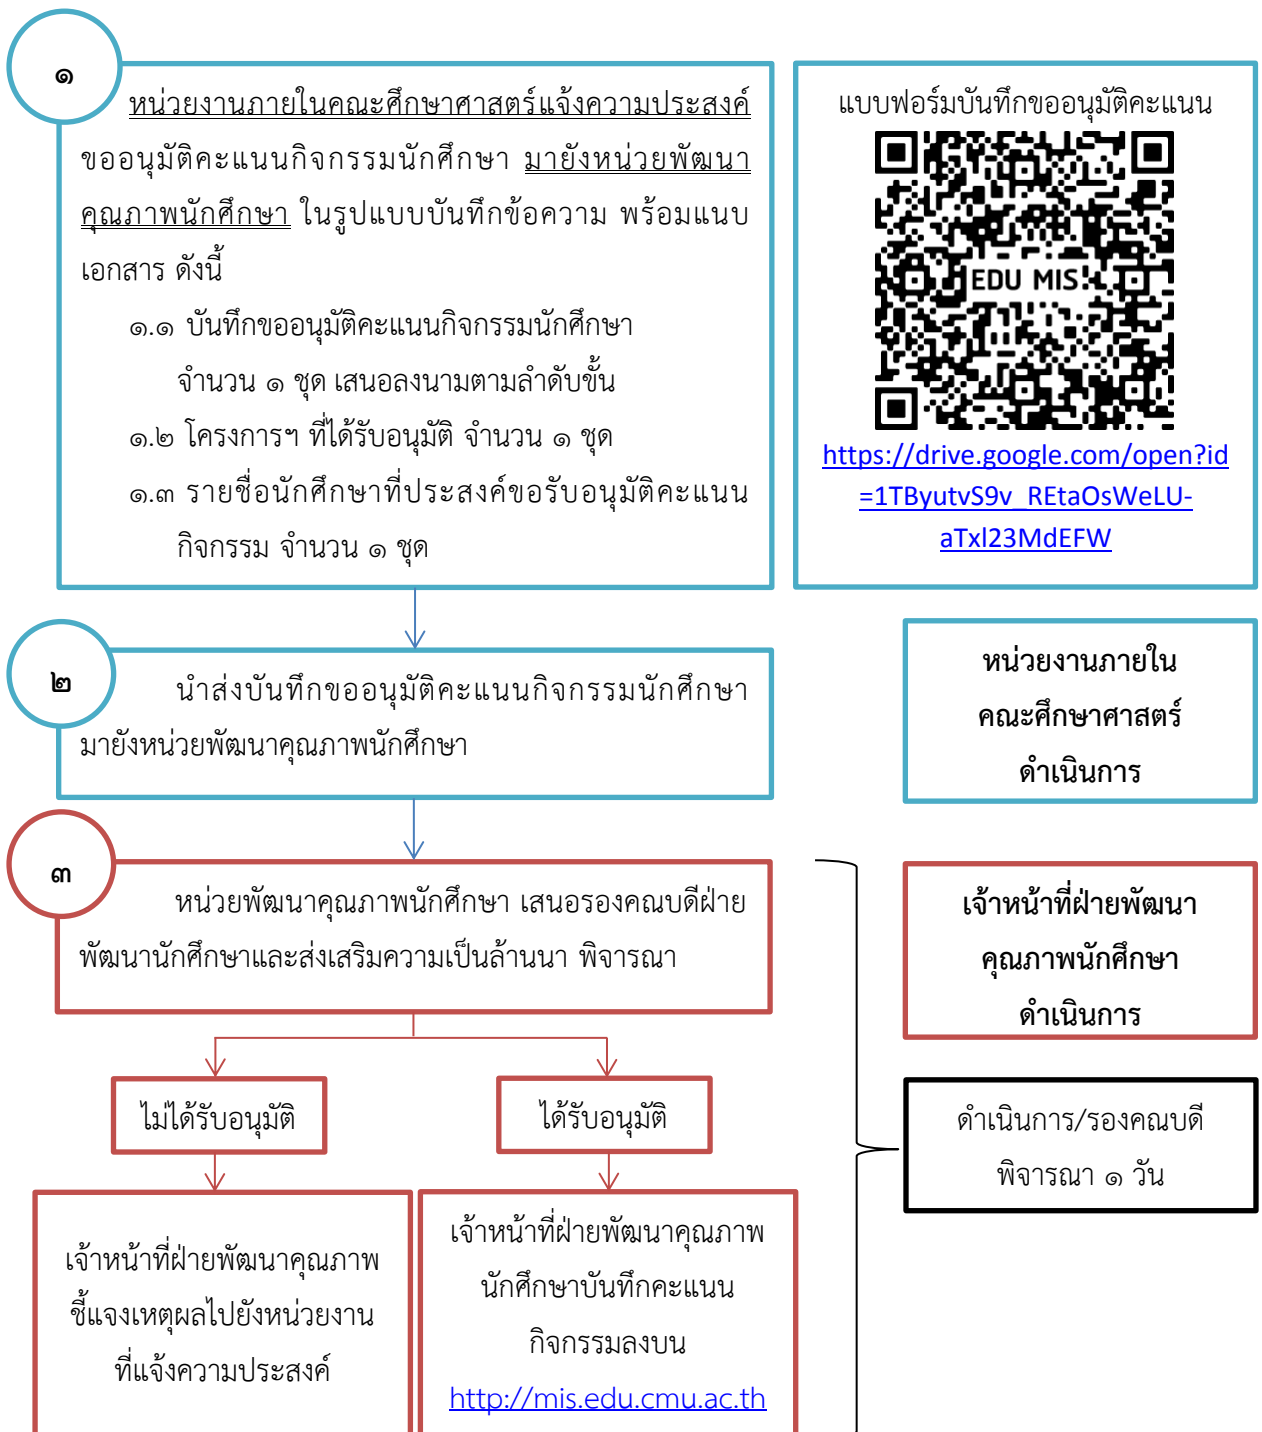 ๑
หน่วยงานภายในคณะศึกษาศาสตร์แจ้งความประสงค์
ขออนุมัติคะแนนกิจกรรมนักศึกษา มายังหน่วยพัฒนา
คุณภาพนักศึกษา ในรูปแบบบันทึกข้อความ พร้อมแนบ
เอกสาร ดังนี้
๑.๑ บันทึกขออนุมัติคะแนนกิจกรรมนักศึกษา
จำนวน ๑ ชุด เสนอลงนามตามลำดับขั้น
๑.๒ โครงการฯ ที่ได้รับอนุมัติ จำนวน ๑ ชุด
๑.๓ รายชื่อนักศึกษาที่ประสงค์ขอรับอนุมัติคะแนน
กิจกรรม จำนวน ๑ ชุด
แบบฟอร์มบันทึกขออนุมัติคะแนน
EDU MIS
https://drive.google.com/open?id
=1TByutvS9v_REtaOsWeLU-
aTxl23MdEFW
๒
นำส่งบันทึกขออนุมัติคะแนนกิจกรรมนักศึกษา
มายังหน่วยพัฒนาคุณภาพนักศึกษา
หน่วยงานภายใน
คณะศึกษาศาสตร์
ดำเนินการ
๓
หน่วยพัฒนาคุณภาพนักศึกษา เสนอรองคณบดีฝ่าย
พัฒนานักศึกษาและส่งเสริมความเป็นล้านนา พิจารณา
เจ้าหน้าที่ฝ่ายพัฒนา
คุณภาพนักศึกษา
ดำเนินการ
ไม่ได้รับอนุมัติ
ได้รับอนุมัติ
ดำเนินการ/รองคณบดี
พิจารณา ๑ วัน
เจ้าหน้าที่ฝ่ายพัฒนาคุณภาพ
ชี้แจงเหตุผลไปยังหน่วยงาน
ที่แจ้งความประสงค์
เจ้าหน้าที่ฝ่ายพัฒนาคุณภาพ
นักศึกษาบันทึกคะแนน
กิจกรรมลงบน
http://mis.edu.cmu.ac.th